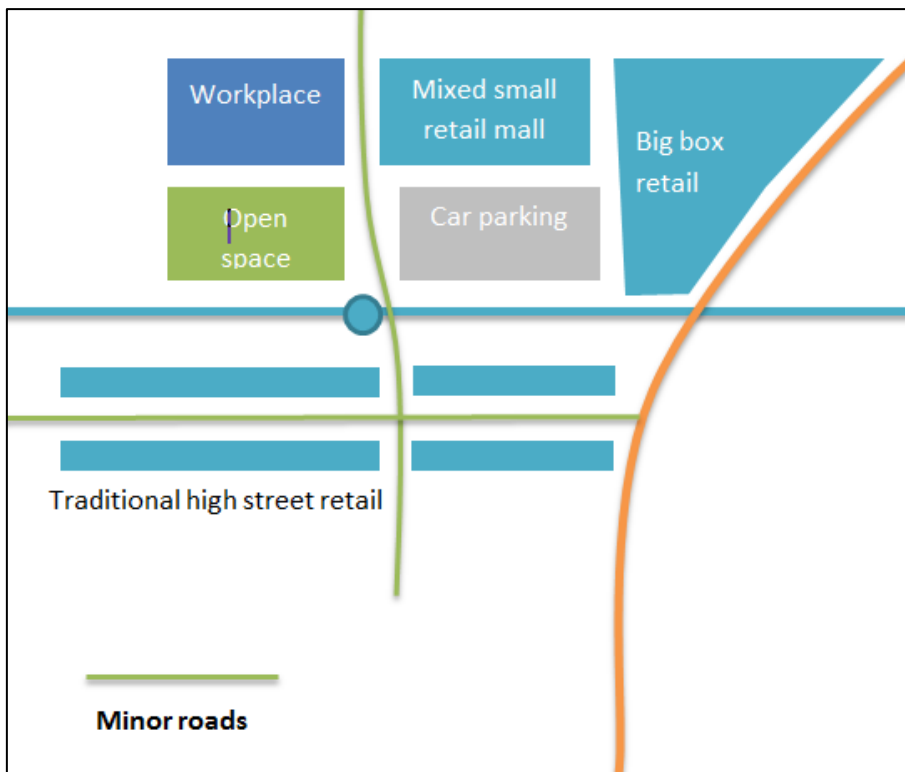 Workplace
Mixed small
retail mall
Big box
retail
Open
space
Car parking
Traditional high street retail
Minor roads